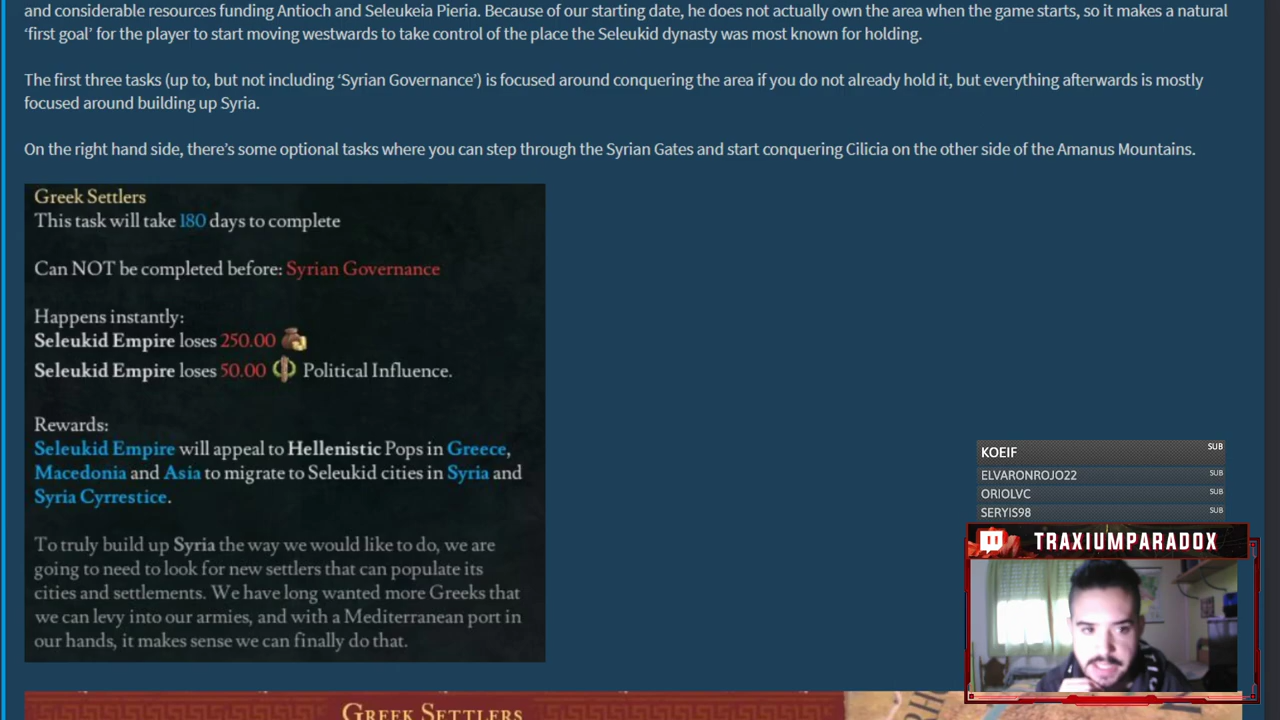 and considerable resources funding Antioch and Seleukeia Pieria. Because of our starting date, he does not actually own the area when the game starts, so it makes a natural
‘first goal’ for the player to start moving westwards to take control of the place the Seleukid dynasty was most known for holding.
The first three tasks (up to, but not including ‘Syrian Governance’) is focused around conquering the area if you do not already hold it, but everything afterwards is mostly
focused around building up Syria.
On the right hand side, there’s some optional tasks where you can step through the Syrian Gates and start conquering Cilicia on the other side of the Amanus Mountains.
Greek Settlers
This task will take 180 days to complete
Can NOT be completed before: Syrian Governance
Happens instantly:
Seleukid Empire loses 250.00
Seleukid Empire loses 50.00 Political Influence.
Rewards:
Seleukid Empire will appeal to Hellenistic Pops in Greece,
Macedonia and Asia to migrate to Seleukid cities in Syria and
Syria Cyrrestice.
To truly build up Syria the way we would like to do, we are
going to need to look for new settlers that can populate its
cities and settlements. We have long wanted more Greeks that
we can levy into our armies, and with a Mediterranean port in
our hands, it makes sense we can finally do that.
KOEIF SUB
ELVARONROJO22 SUB
ORIOLVC SUB
SERYIS98 SUB
TRAXIUMPARADOX
GREEK SETTLERS